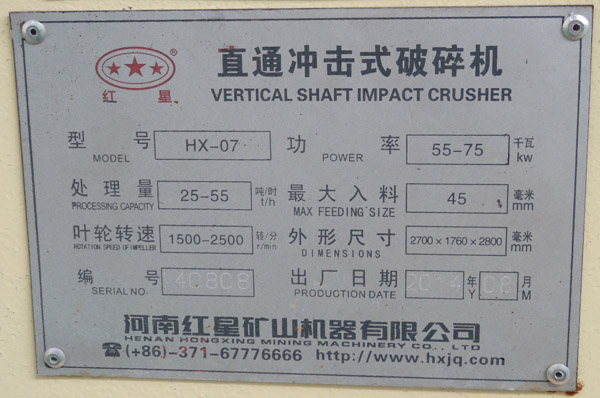 直通冲击式破碎机
VERTICAL SHAFT IMPACT CRUSHER
®
红 星
型 号 HX-07 功 率 55-75 千瓦
MODEL POWER kw
处理量 25-55 吨/时 最大入料 45 毫米
PROCESSING CAPACITY t/h MAX FEEDING SIZE mm
叶轮转速 1500-2500 转/分 外形尺寸 2700×1760×2800 毫米
ROTATION SPEED OF IMPELLER r/min DIMENSIONS mm
编 号 40808 出厂日期 2014 年 08 月
SERIAL NO. PRODUCTION DATE Y M
河南红星矿山机器有限公司
HENAN HONGXING MINING MACHINERY CO., LTD
☎(+86)-371-67776666 http://www.hxjq.com